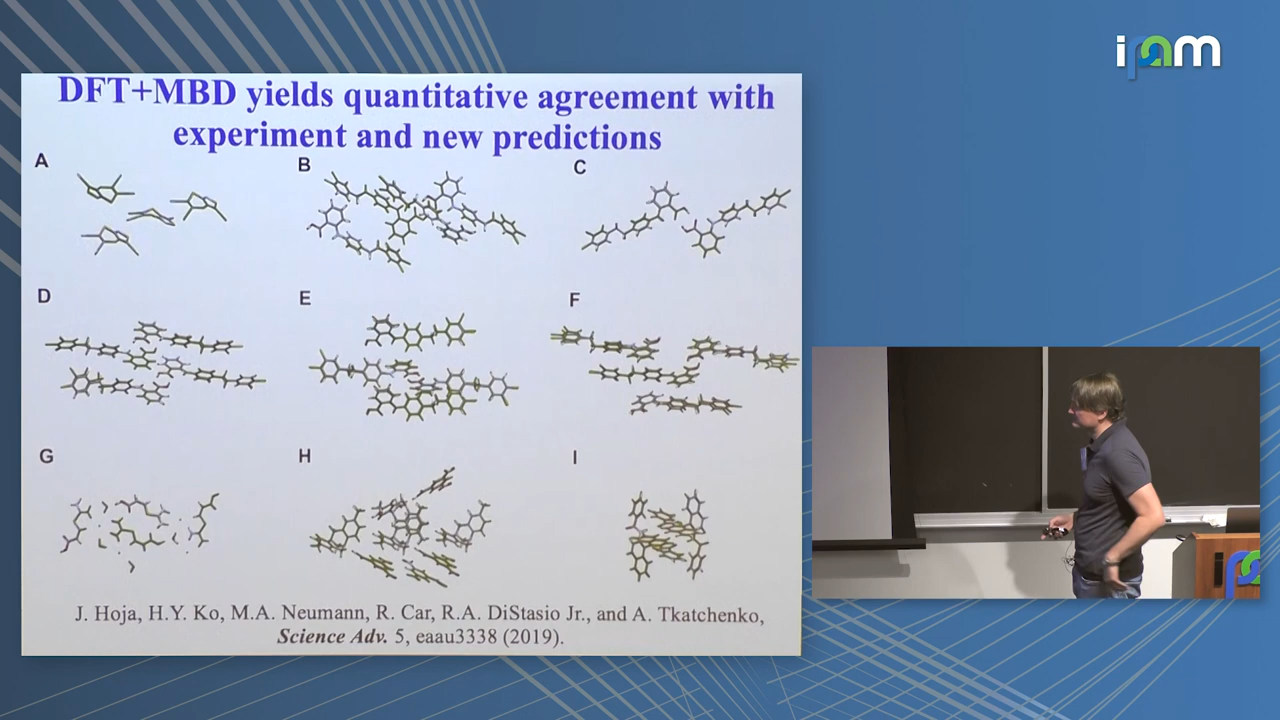 ipam
DFT+MBD yields quantitative agreement with
experiment and new predictions
A
B
C
D
E
F
G
H
I
J. Hoja, H.Y. Ko, M.A. Neumann, R. Car, R.A. DiStasio Jr., and A. Tkatchenko,
Science Adv. 5, eaau3338 (2019).